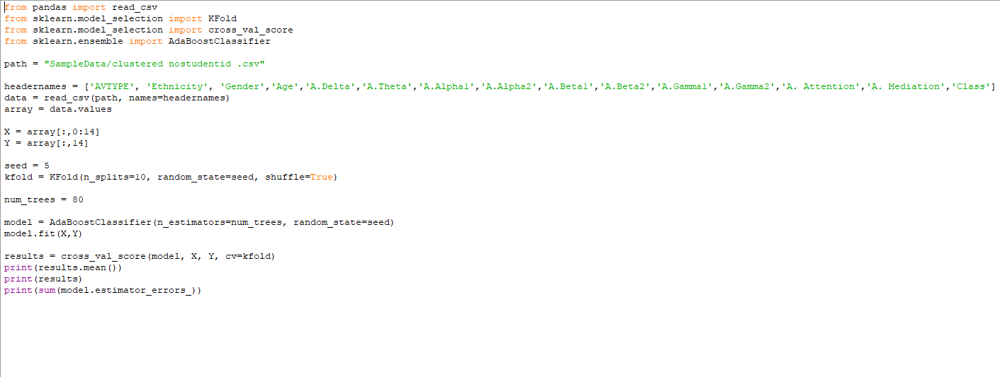 from pandas import read_csv
from sklearn.model_selection import KFold
from sklearn.model_selection import cross_val_score
from sklearn.ensemble import AdaBoostClassifier
path = "SampleData/clustered nostudentid .csv"
headernames = ['AVTYPE', 'Ethnicity', 'Gender','Age','A.Delta','A.Theta','A.Alpha1','A.Alpha2','A.Beta1','A.Beta2','A.Gamma1','A.Gamma2','A. Attention','A. Mediation','Class']
data = read_csv(path, names=headernames)
array = data.values
X = array[:,0:14]
Y = array[:,14]
seed = 5
kfold = KFold(n_splits=10, random_state=seed, shuffle=True)
num_trees = 80
model = AdaBoostClassifier(n_estimators=num_trees, random_state=seed)
model.fit(X,Y)
results = cross_val_score(model, X, Y, cv=kfold)
print(results.mean())
print(results)
print(sum(model.estimator_errors_))